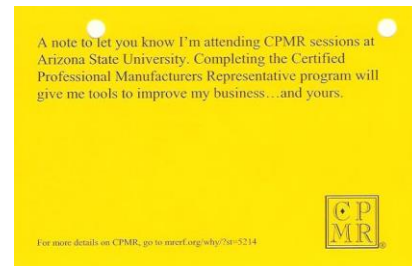 A note to let you know I'm attending CPMR sessions at
Arizona State University. Completing the Certified
Professional Manufacturers Representative program will
give me tools to improve my business…and yours.
CP
MR®
For more details on CPMR, go to mrerf.org/why/?st=5214